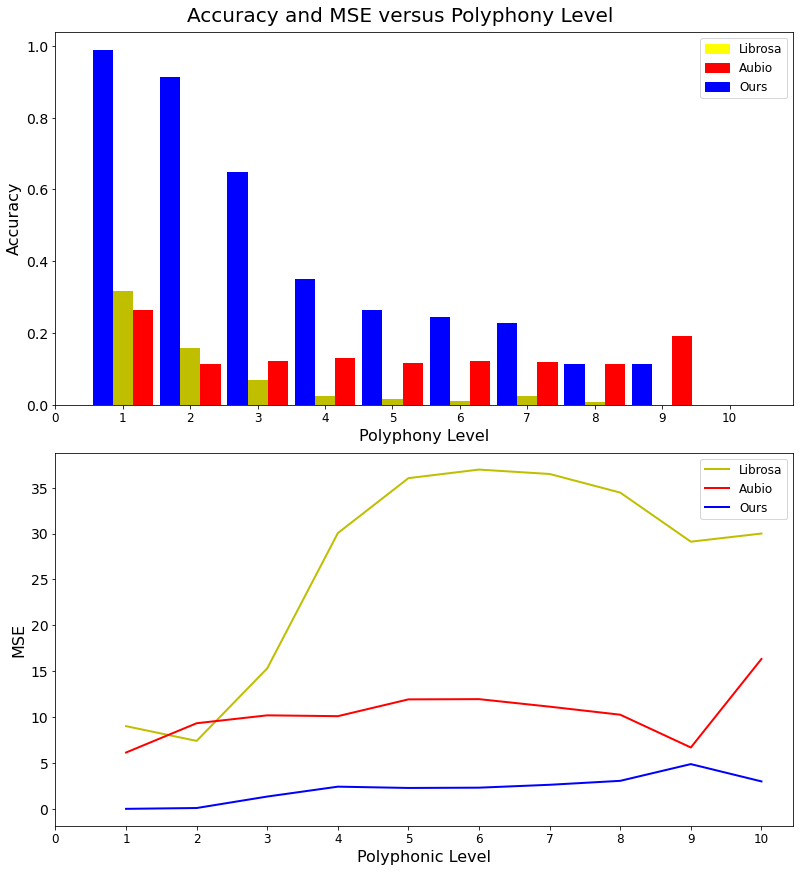 Accuracy and MSE versus Polyphony Level
1.0
0.8
0.6
0.4
0.2
0.0
Accuracy
Librosa
Aubio
Ours
0 1 2 3 4 5 6 7 8 9 10
Polyphony Level
35
30
25
20
15
10
5
0
MSE
Librosa
Aubio
Ours
0 1 2 3 4 5 6 7 8 9 10
Polyphonic Level